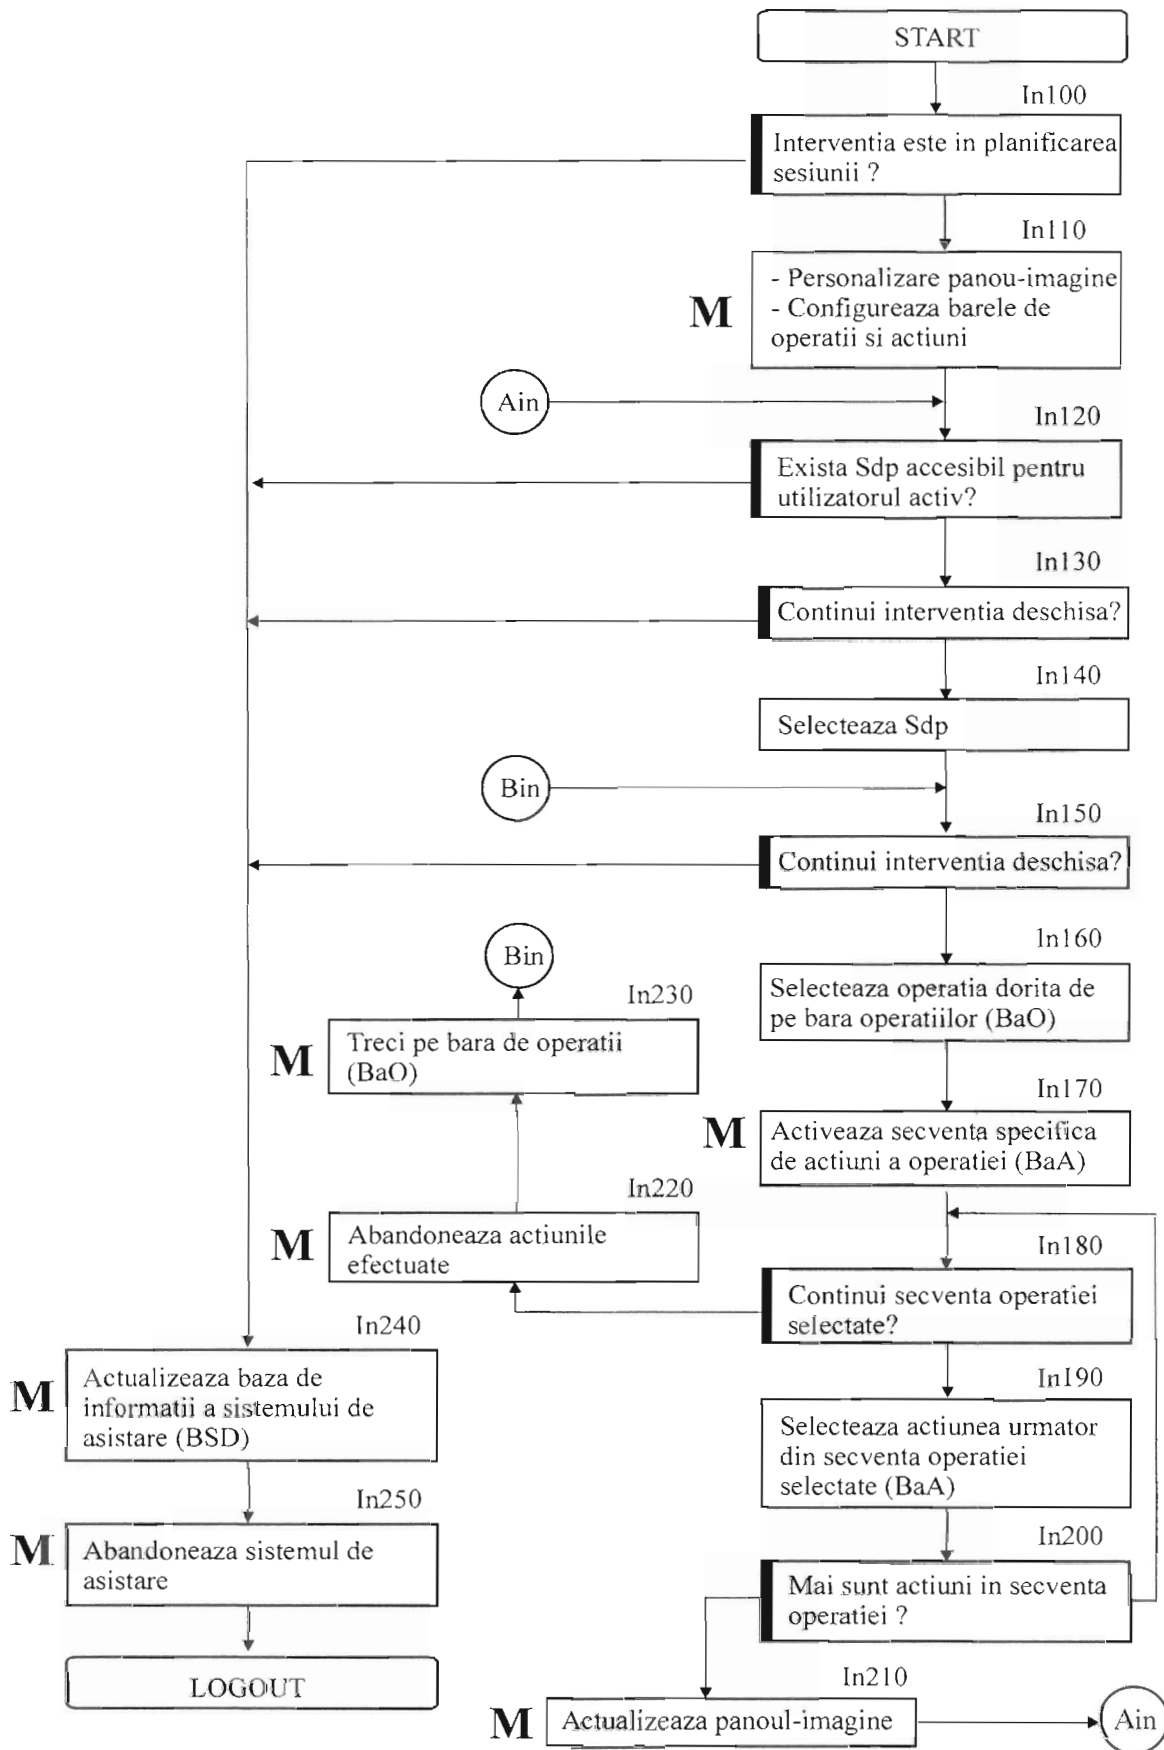 START
In100
Interventia este in planificarea
sesiunii ?
In110
- Personalizare panou-imagine
- Configureaza barele de
operatii si actiuni
M
Ain
In120
Exista Sdp accesibil pentru
utilizatorul activ?
In130
Continui interventia deschisa?
In140
Selecteaza Sdp
Bin
In150
Continui interventia deschisa?
In160
Selecteaza operatia dorita de
pe bara operatiilor (BaO)
Bin
In230
Treci pe bara de operatii
(BaO)
M
In170
Activeaza secventa specifica
de actiuni a operatiei (BaA)
M
In220
Abandoneaza actiunile
efectuate
M
In180
Continui secventa operatiei
selectate?
In190
Selecteaza actiunea urmator
din secventa operatiei
selectate (BaA)
In200
Mai sunt actiuni in secventa
operatiei ?
In210
M
Actualizeaza panoul-imagine
Ain
In240
Actualizeaza baza de
informatii a sistemului de
asistare (BSD)
M
In250
Abandoneaza sistemul de
asistare
M
LOGOUT